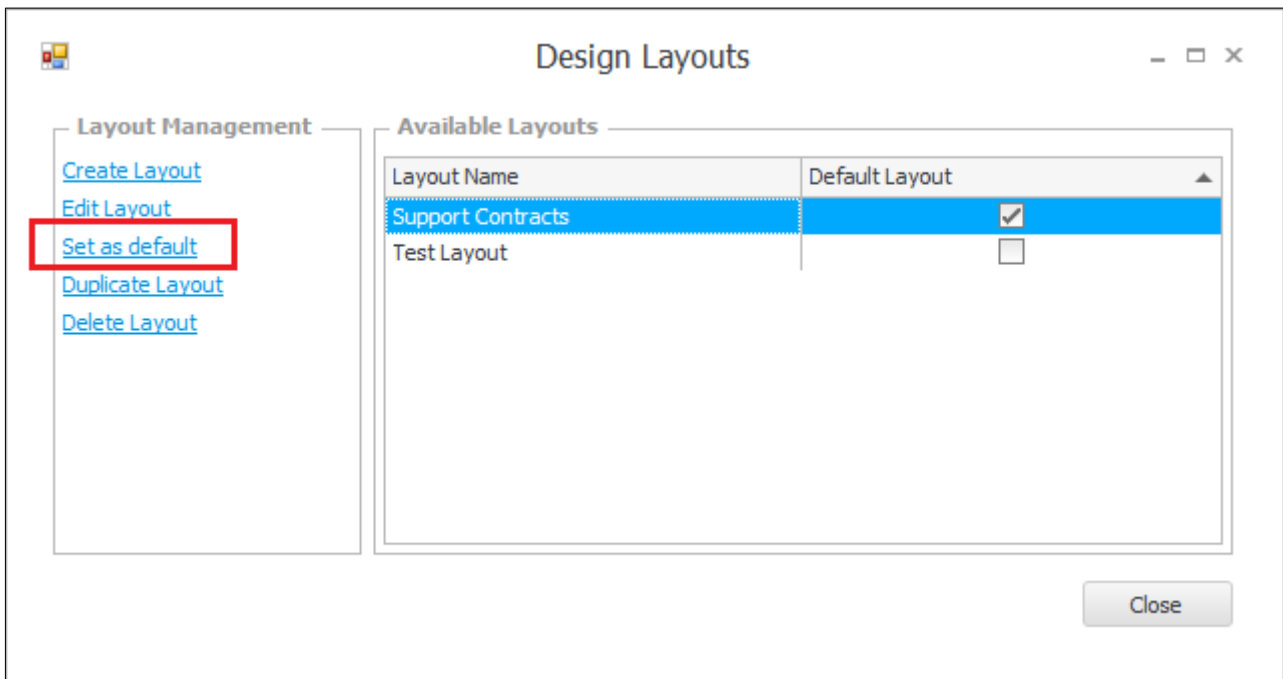 Design Layouts
Layout Management
Create Layout
Edit Layout
Set as default
Duplicate Layout
Delete Layout
Available Layouts
Layout Name Default Layout
Support Contracts
Test Layout
Close